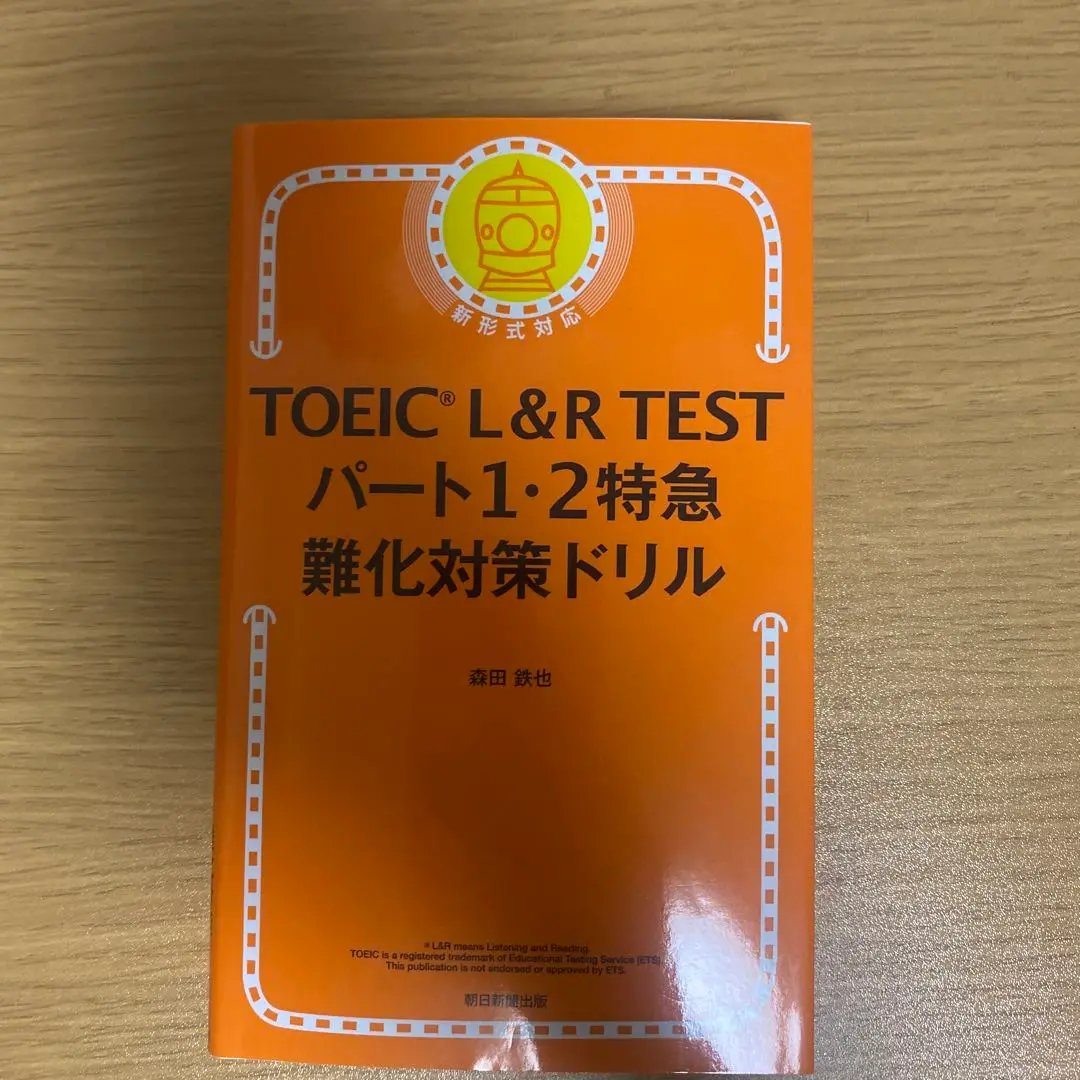 新形式対応
TOEIC® L&R TEST
パート1・2特急
難化対策ドリル
森田 鉄也
*L&R means Listening and Reading.
TOEIC is a registered trademark of Educational Testing Service (ETS).
This publication is not endorsed or approved by ETS.
朝日新聞出版